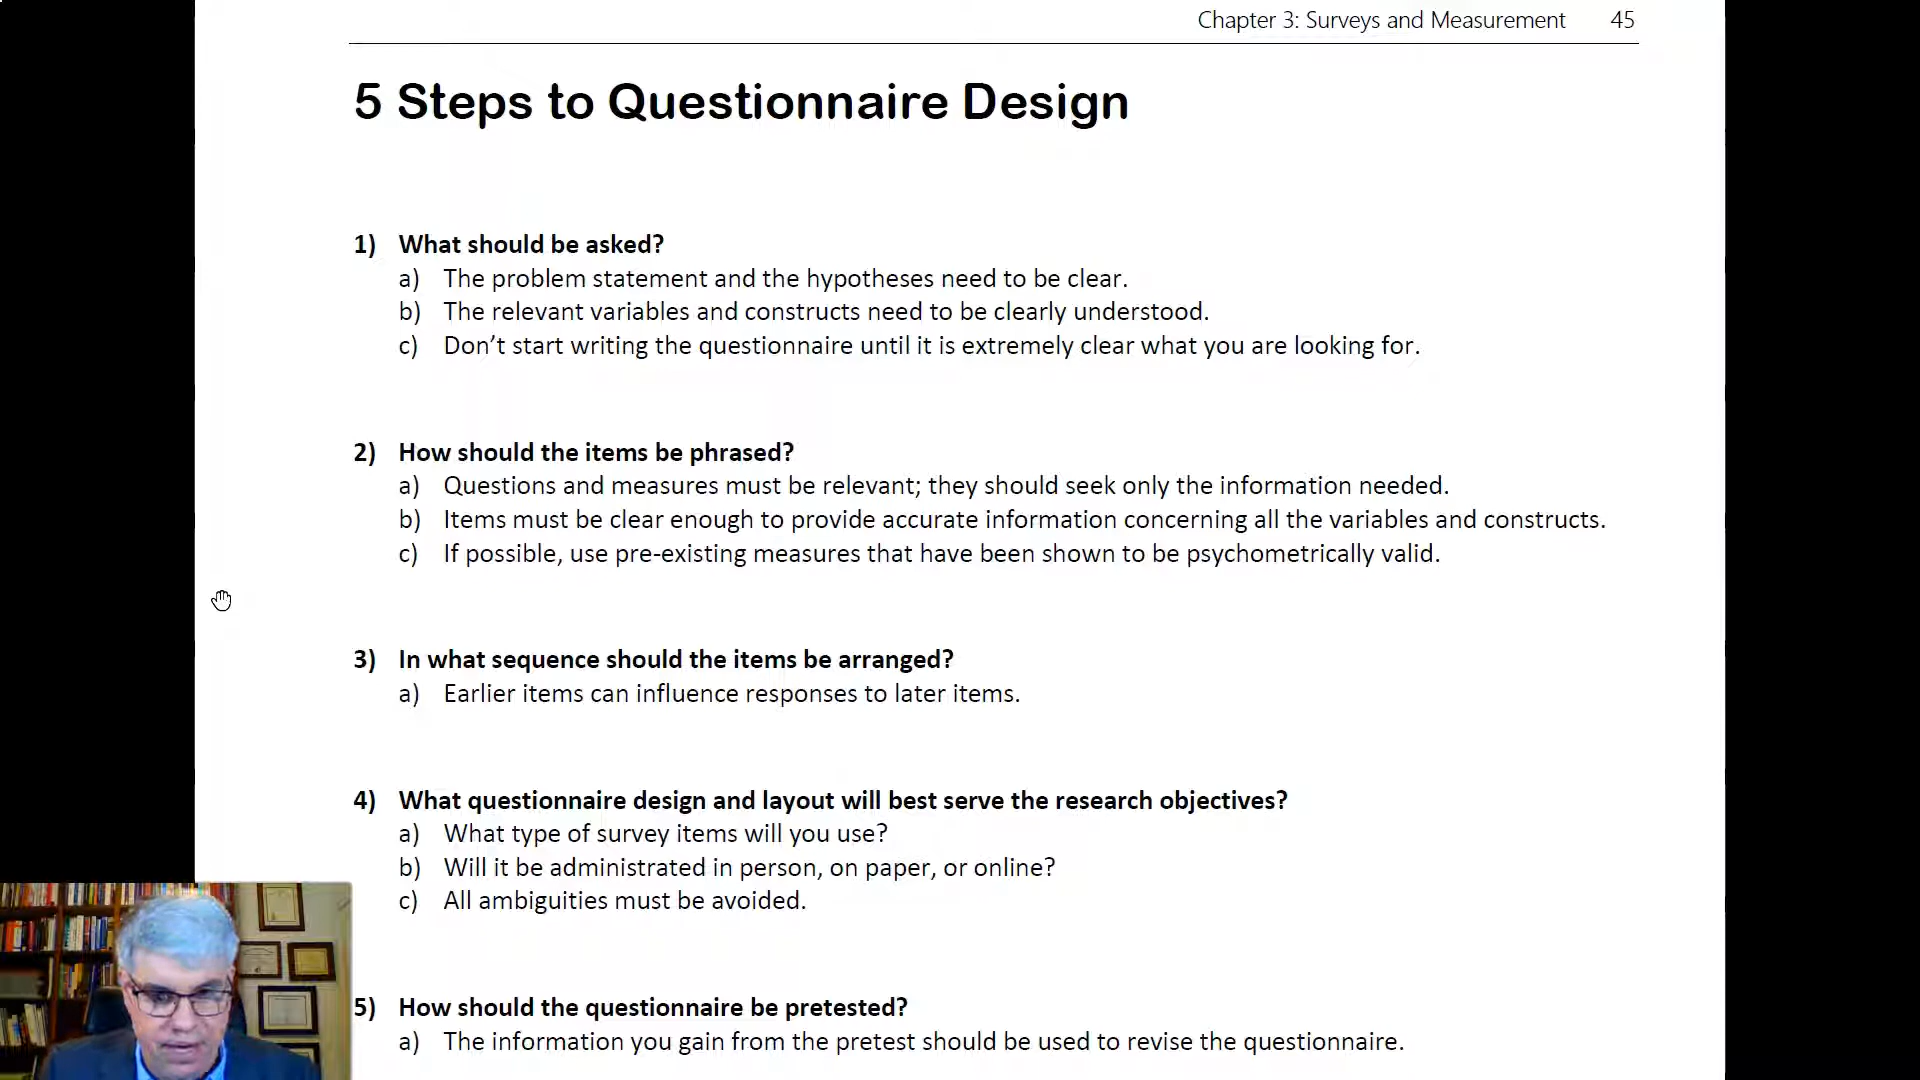 Chapter 3: Surveys and Measurement 45
5 Steps to Questionnaire Design
1) What should be asked?
a) The problem statement and the hypotheses need to be clear.
b) The relevant variables and constructs need to be clearly understood.
c) Don’t start writing the questionnaire until it is extremely clear what you are looking for.
2) How should the items be phrased?
a) Questions and measures must be relevant; they should seek only the information needed.
b) Items must be clear enough to provide accurate information concerning all the variables and constructs.
c) If possible, use pre-existing measures that have been shown to be psychometrically valid.
3) In what sequence should the items be arranged?
a) Earlier items can influence responses to later items.
4) What questionnaire design and layout will best serve the research objectives?
a) What type of survey items will you use?
b) Will it be administrated in person, on paper, or online?
c) All ambiguities must be avoided.
5) How should the questionnaire be pretested?
a) The information you gain from the pretest should be used to revise the questionnaire.